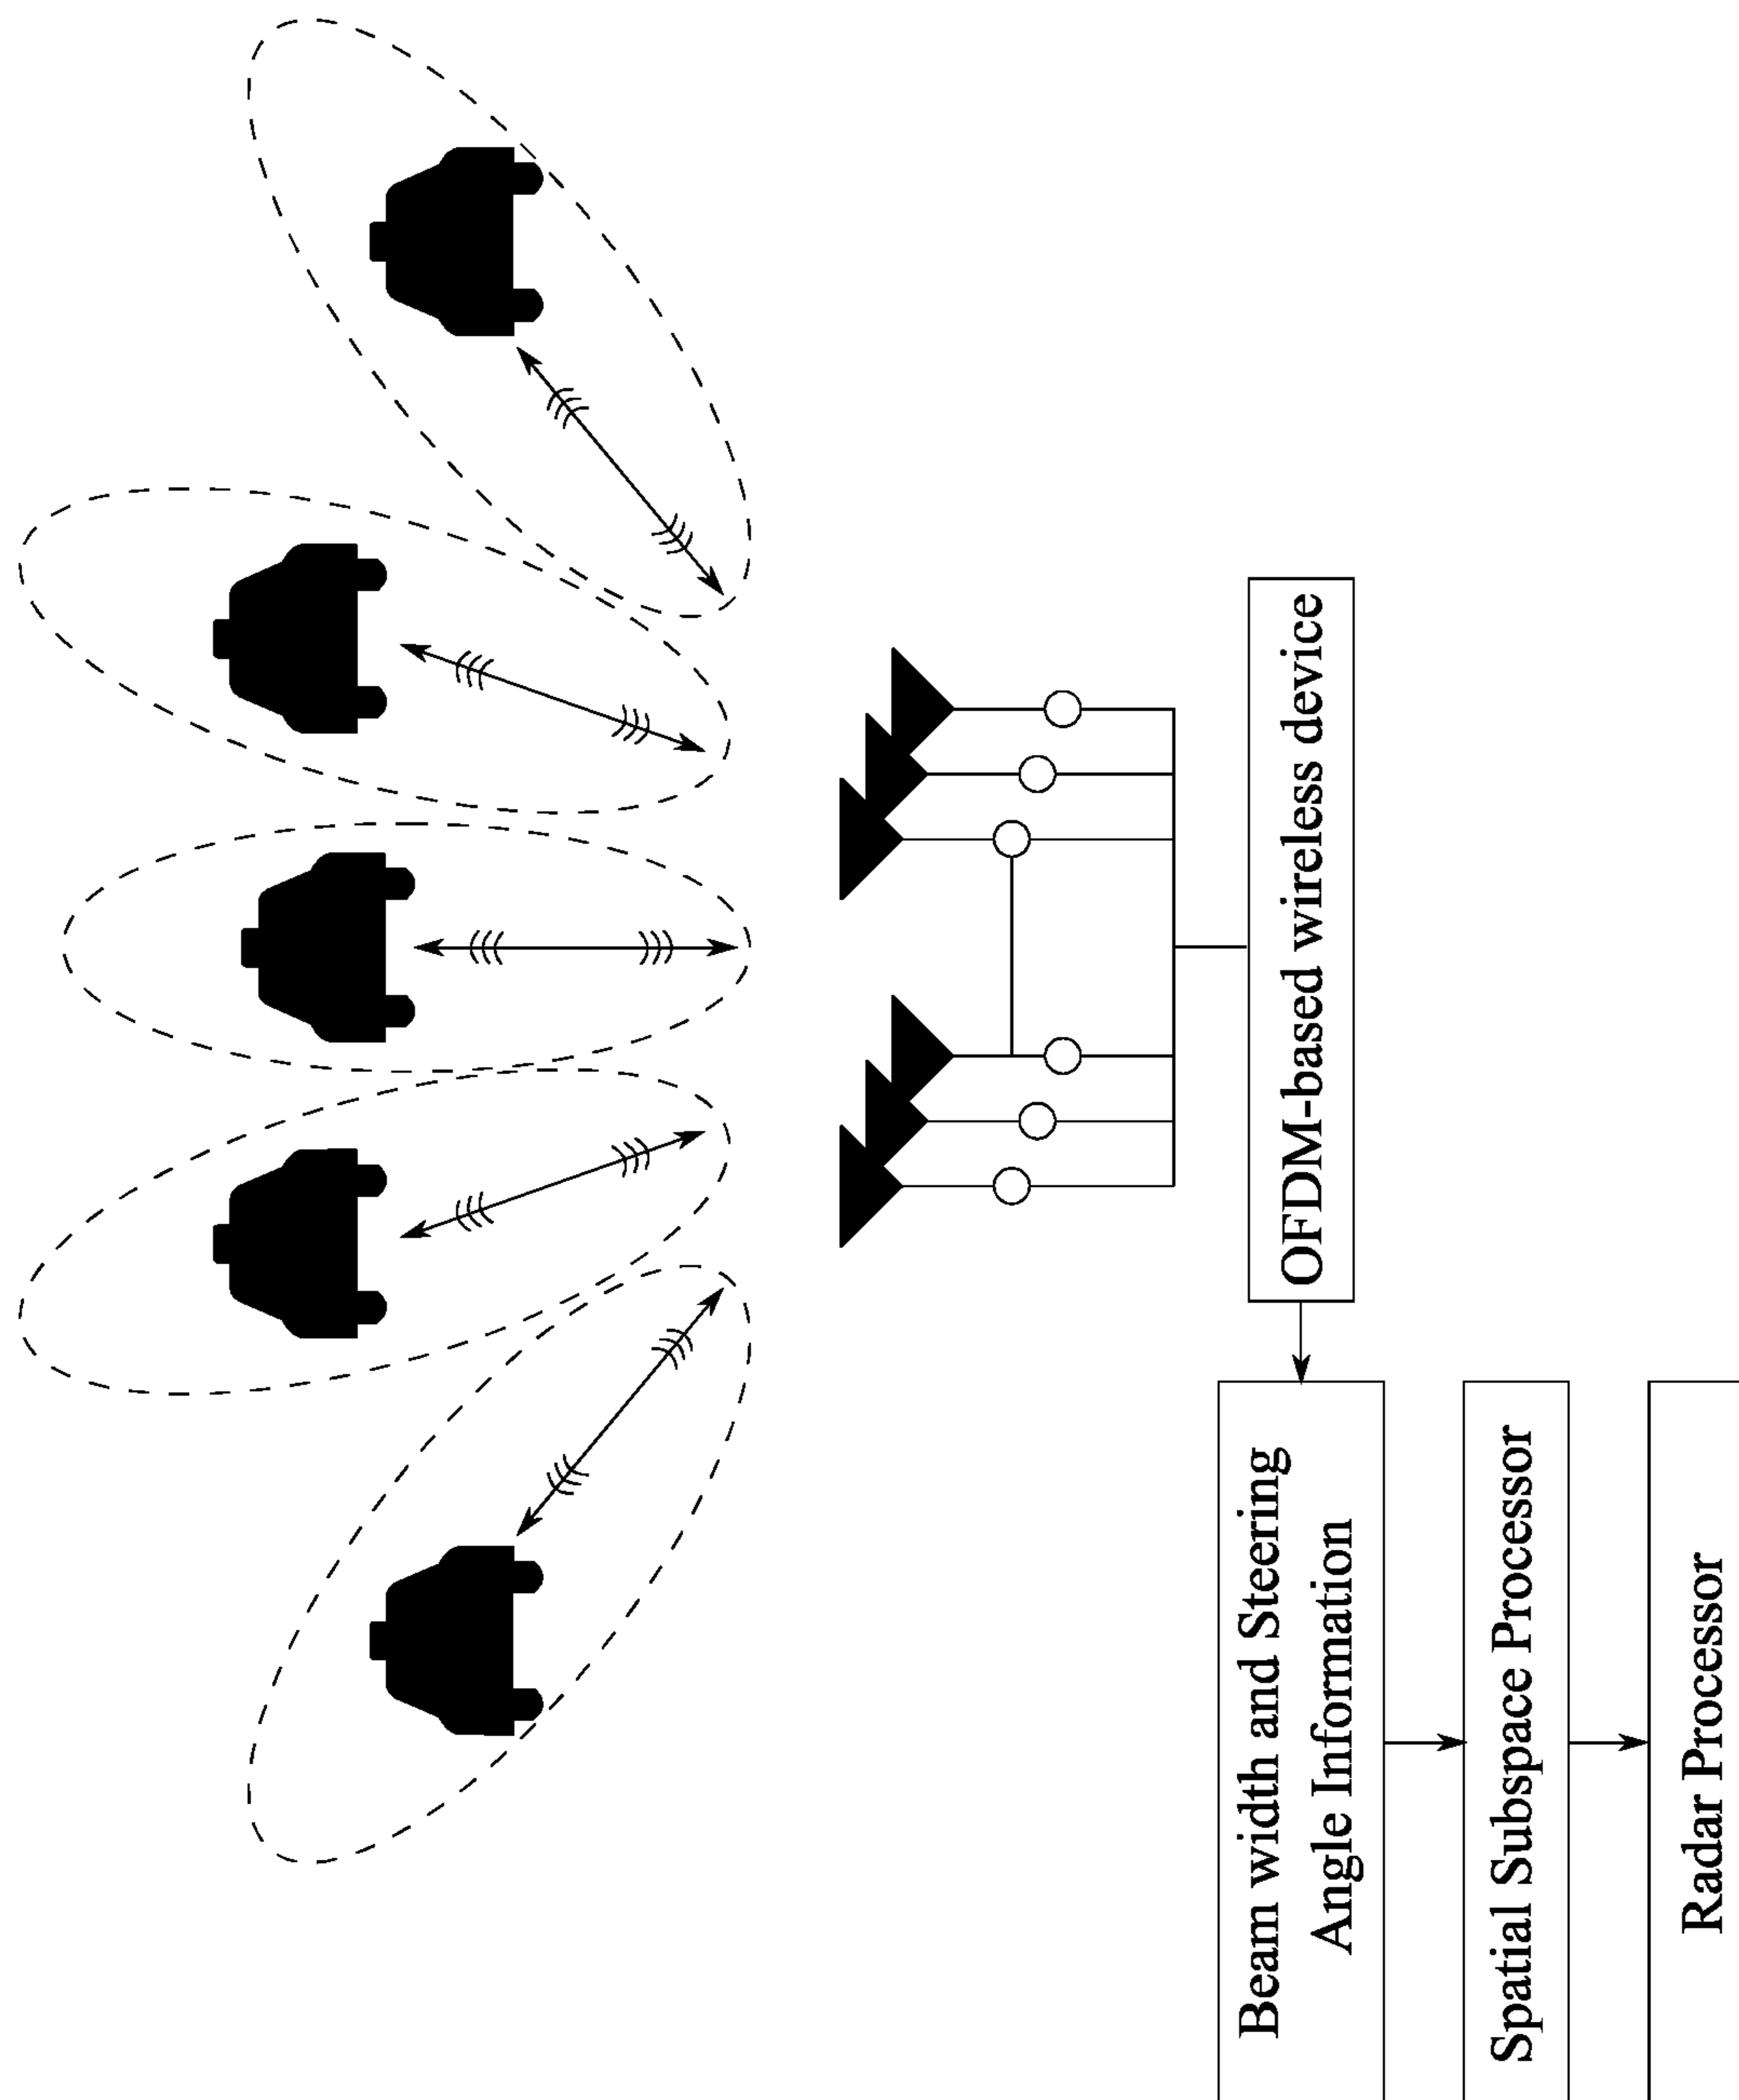 OFDM-based wireless device
Beam width and Steering
Angle Information
Spatial Subspace Processor
Radar Processor